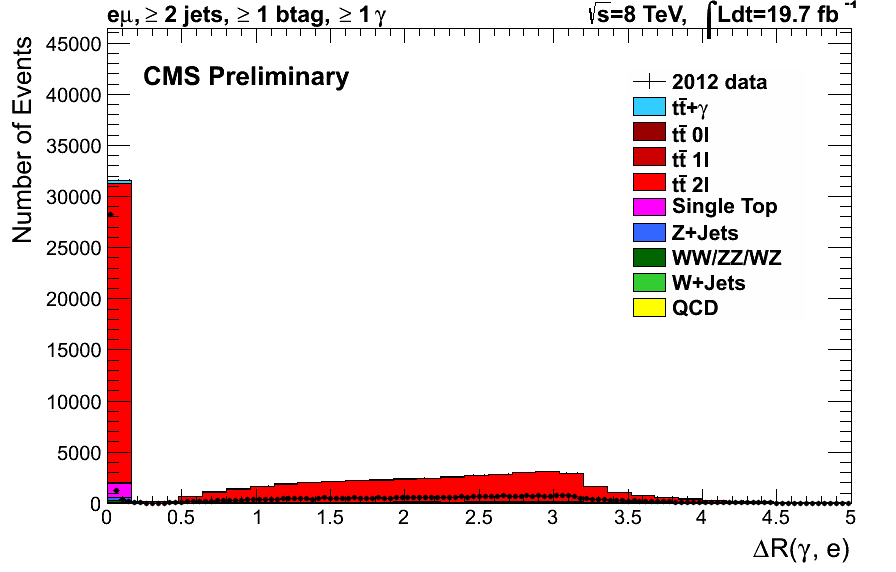 eμ, ≥ 2 jets, ≥ 1 btag, ≥ 1 γ √s=8 TeV, ∫Ldt=19.7 fb⁻¹
CMS Preliminary
Number of Events
45000
40000
35000
30000
25000
20000
15000
10000
5000
0
2012 data
tt̄+γ
tt̄ 0l
tt̄ 1l
tt̄ 2l
Single Top
Z+Jets
WW/ZZ/WZ
W+Jets
QCD
0 0.5 1 1.5 2 2.5 3 3.5 4 4.5 5
ΔR(γ, e)